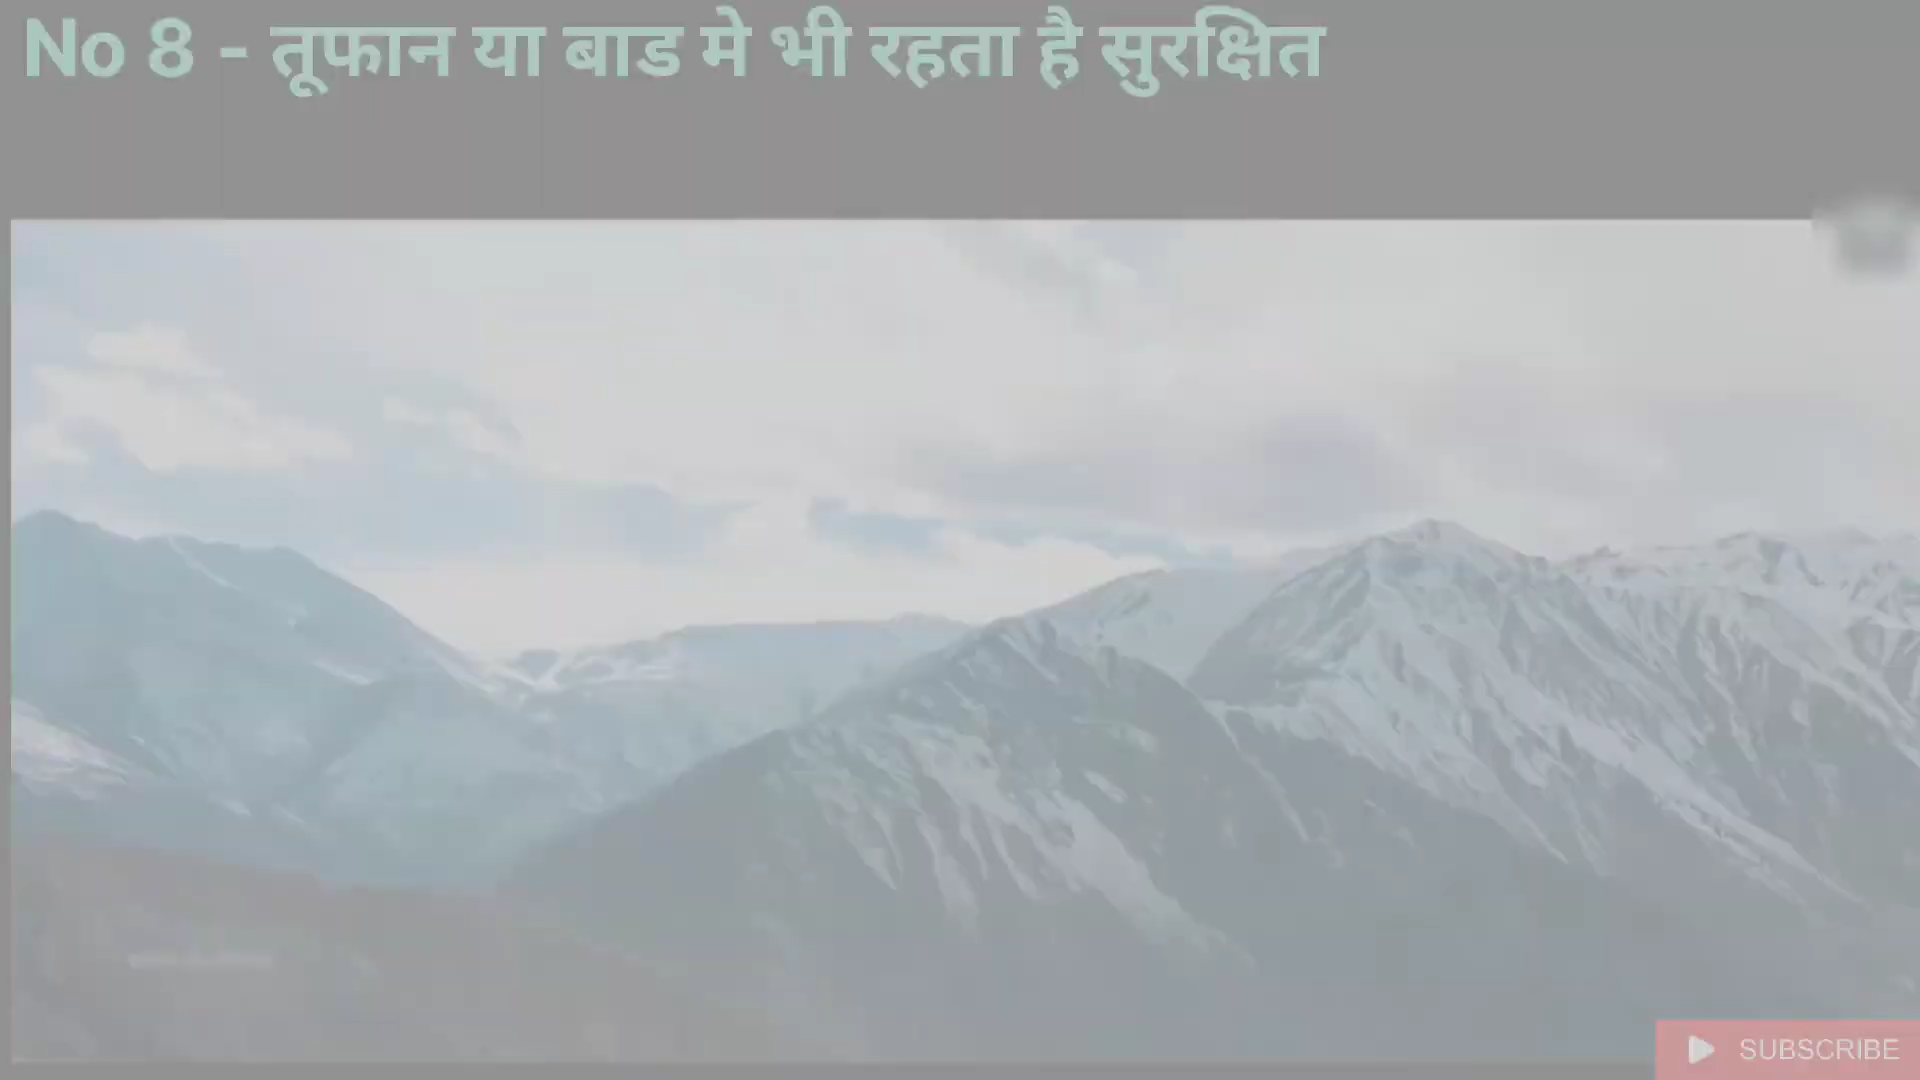 No 8 - तूफान या बाड मे भी रहता है सुरक्षित
SUBSCRIBE